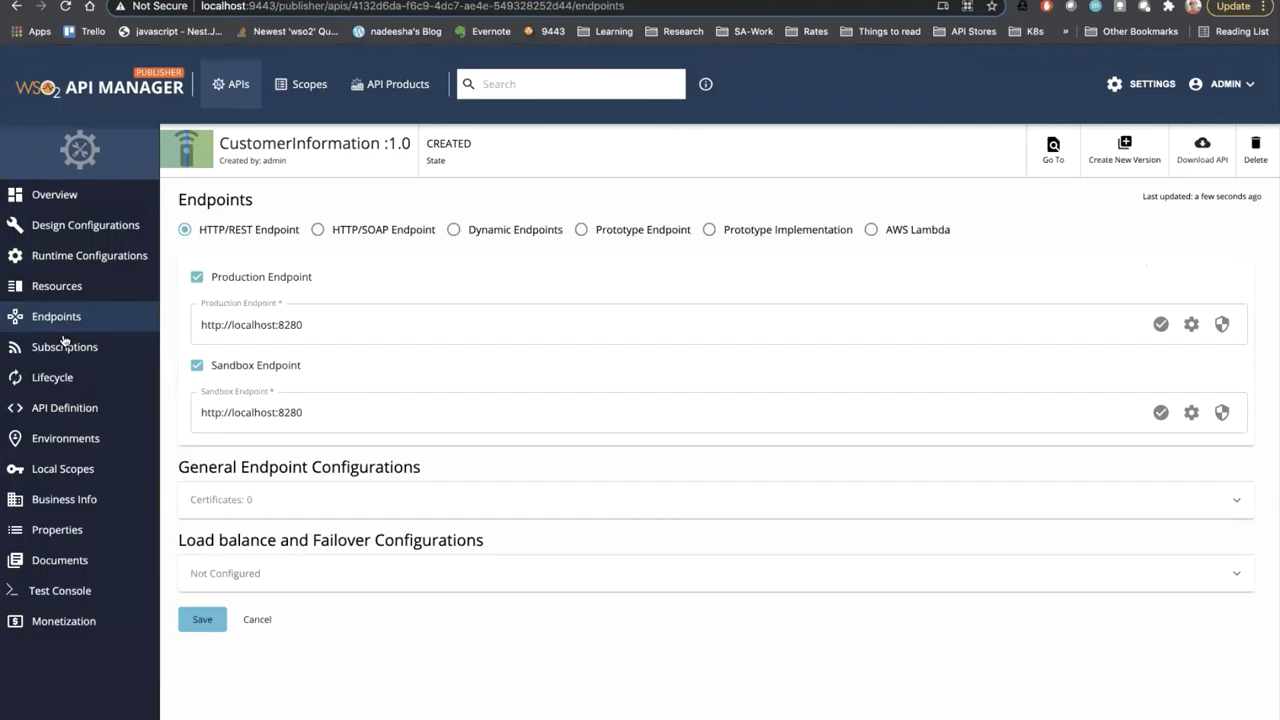 Not Secure | localhost:9443/publisher/apis/4132d6da-f6c9-4dc7-ae4e-549328252d44/endpoints Update
Apps Trello javascript - Nest.J... Newest 'wso2' Qu... nadeesha's Blog Evernote 9443 Learning Research SA-Work Rates Things to read API Stores K8s » Other Bookmarks Reading List
PUBLISHER
WSO2 API MANAGER APIs Scopes API Products Search SETTINGS ADMIN
CustomerInformation :1.0
Created by: admin
CREATED
State
Go To
Create New Version
Download API
Delete
Overview
Design Configurations
Runtime Configurations
Resources
Endpoints
Subscriptions
Lifecycle
API Definition
Environments
Local Scopes
Business Info
Properties
Documents
Test Console
Monetization
Endpoints
Last updated: a few seconds ago
HTTP/REST Endpoint HTTP/SOAP Endpoint Dynamic Endpoints Prototype Endpoint Prototype Implementation AWS Lambda
Production Endpoint
Production Endpoint *
http://localhost:8280
Sandbox Endpoint
Sandbox Endpoint *
http://localhost:8280
General Endpoint Configurations
Certificates: 0
Load balance and Failover Configurations
Not Configured
Save Cancel